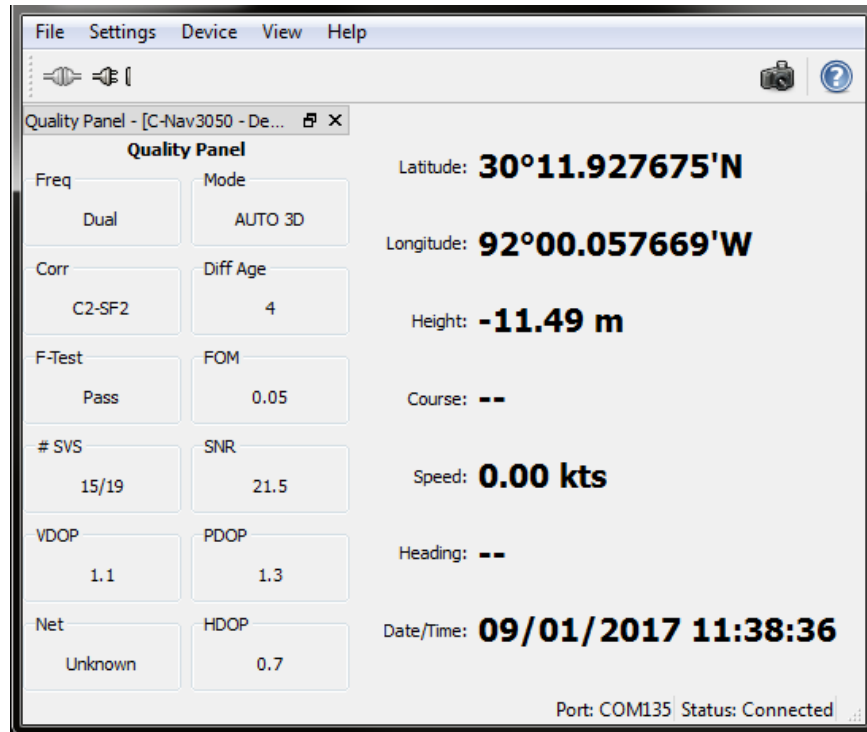 File Settings Device View Help
Quality Panel - [C-Nav3050 - De...
Quality Panel
Freq Mode
Dual AUTO 3D
Corr Diff Age
C2-SF2 4
F-Test FOM
Pass 0.05
# SVS SNR
15/19 21.5
VDOP PDOP
1.1 1.3
Net HDOP
Unknown 0.7
Latitude: 30°11.927675'N
Longitude: 92°00.057669'W
Height: -11.49 m
Course: --
Speed: 0.00 kts
Heading: --
Date/Time: 09/01/2017 11:38:36
Port: COM135 Status: Connected